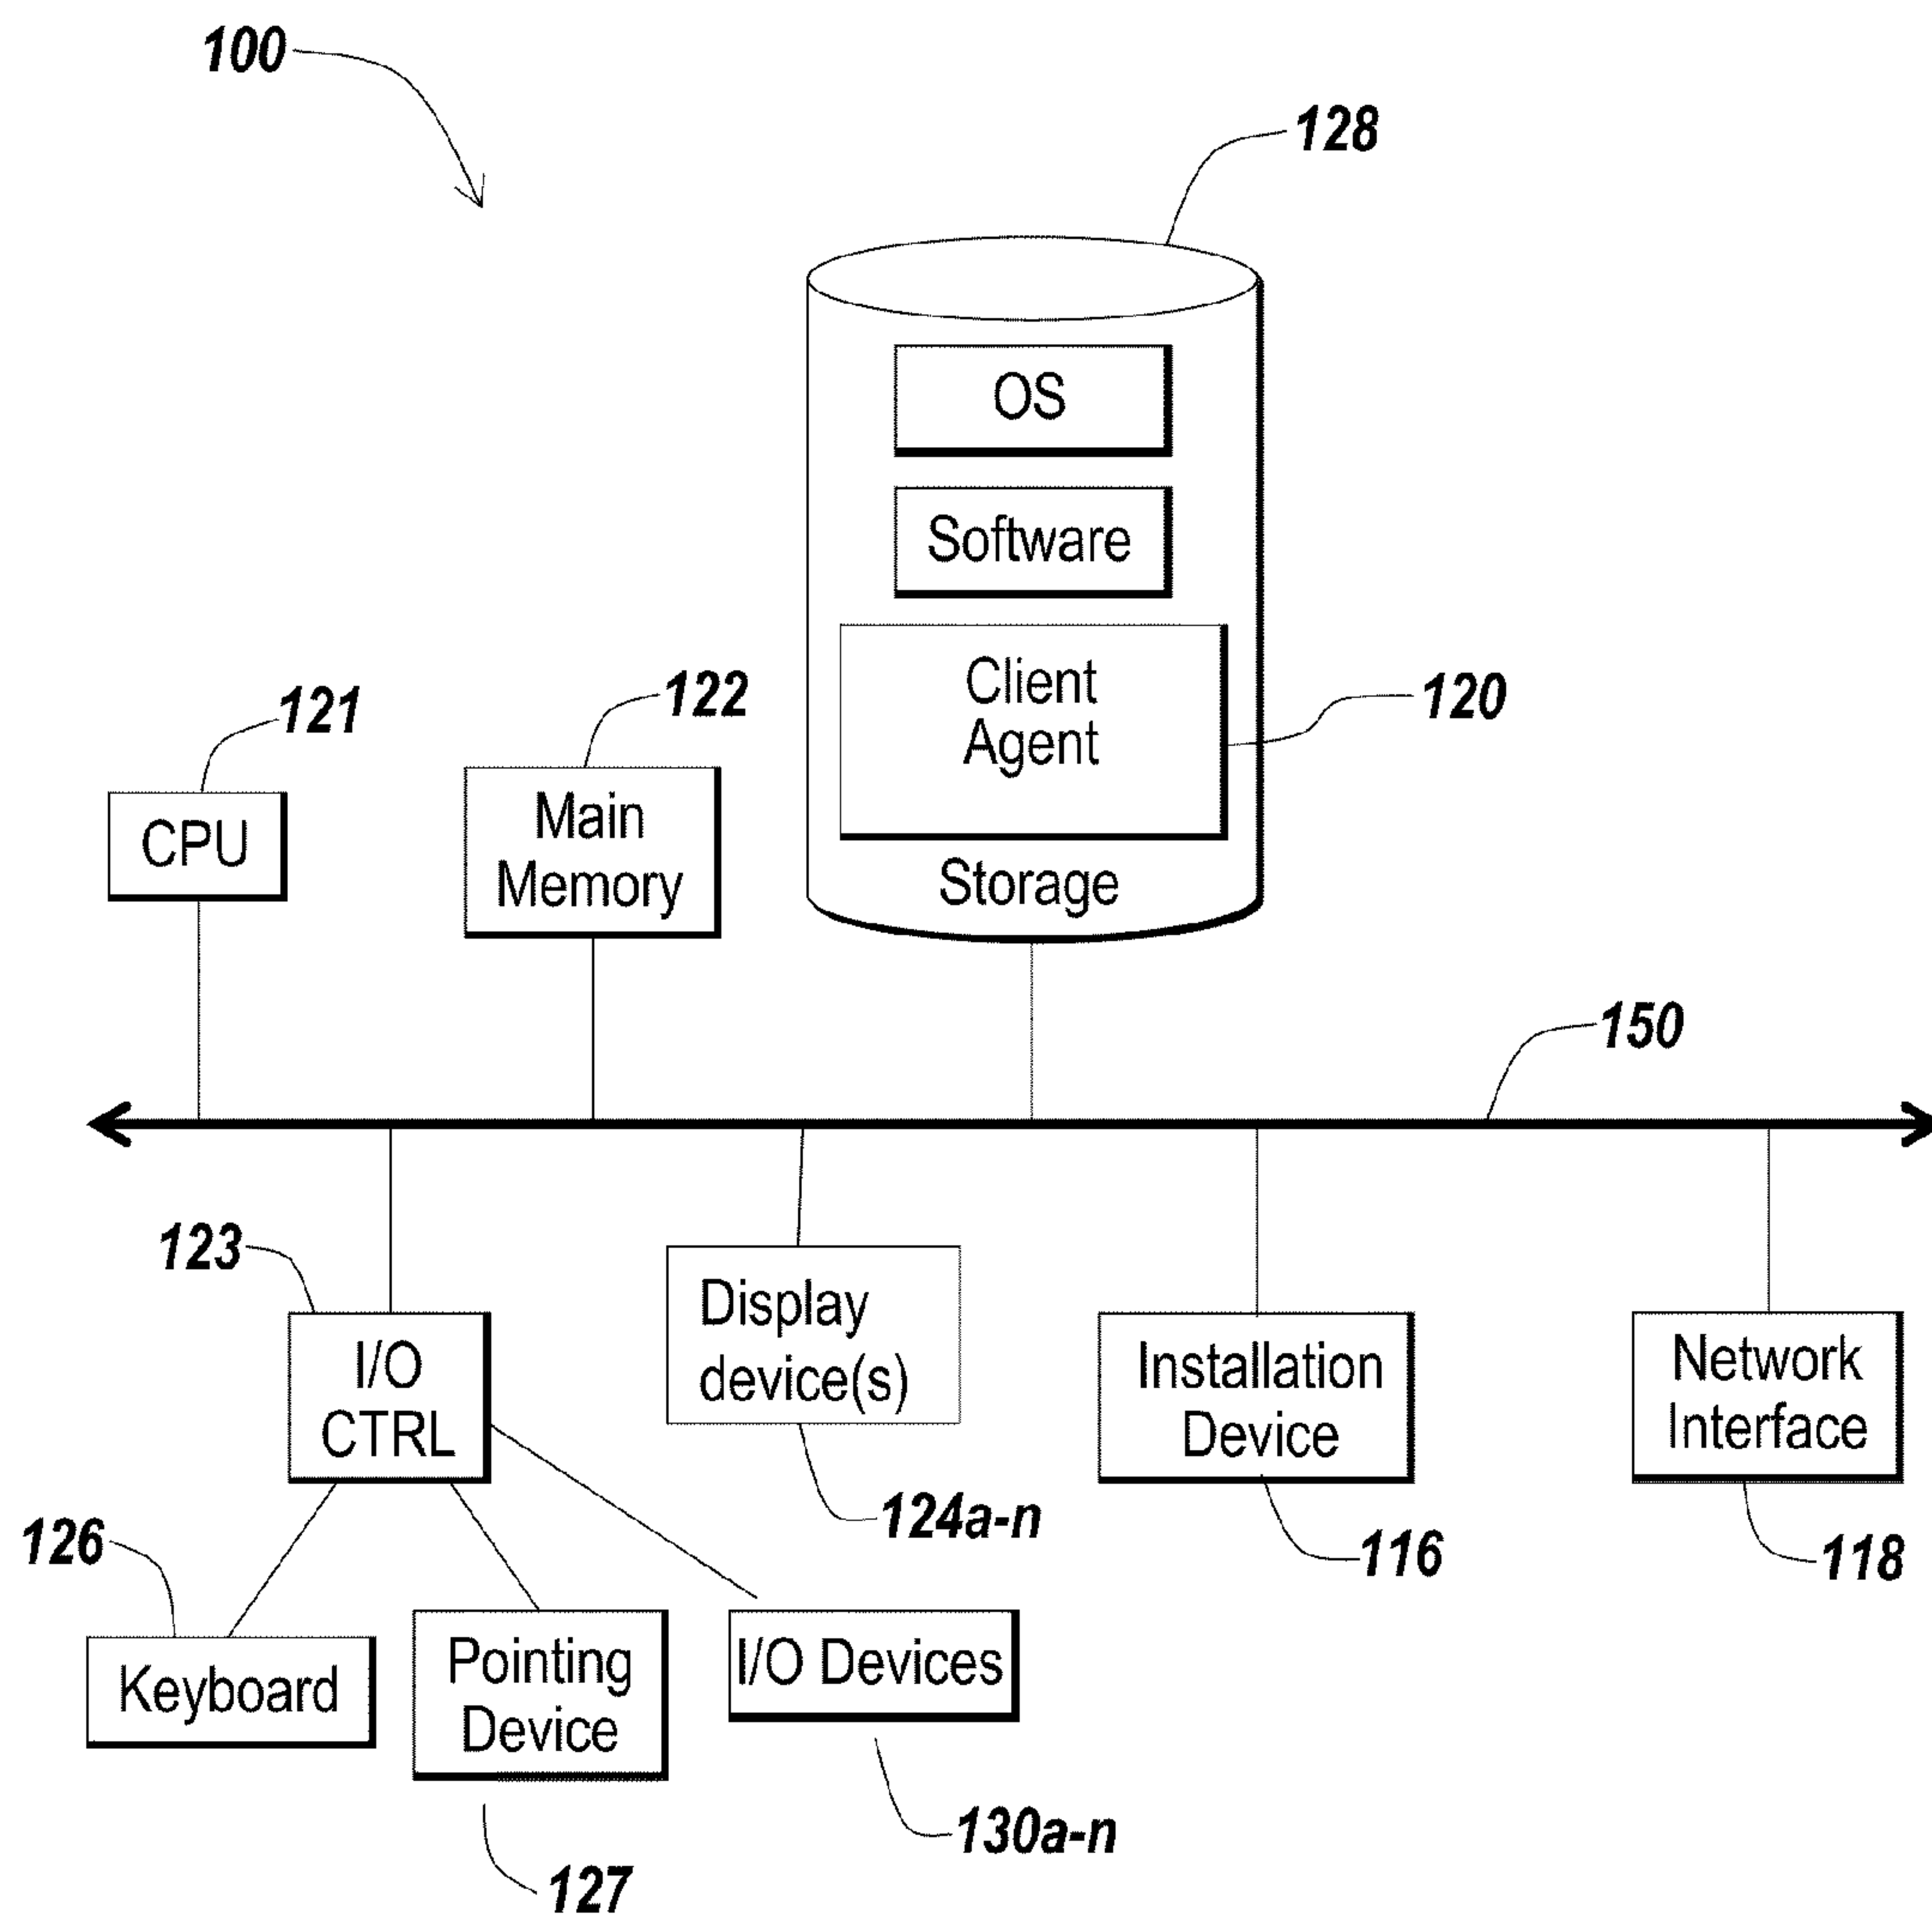 100
128
OS
Software
Client
Agent
120
Storage
121
CPU
122
Main
Memory
150
123
I/O
CTRL
Display
device(s)
124a-n
Installation
Device
116
Network
Interface
118
126
Keyboard
Pointing
Device
127
I/O Devices
130a-n